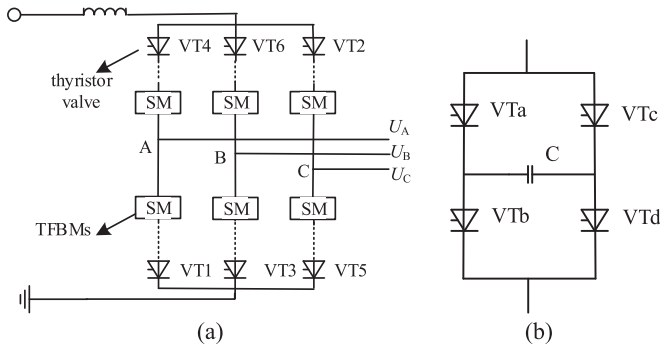 VT4 VT6 VT2
thyristor
valve
SM SM SM
A
B
C
U_A
U_B
U_C
SM SM SM
TFBMs
VT1 VT3 VT5
(a)
VTa VTc
C
VTb VTd
(b)